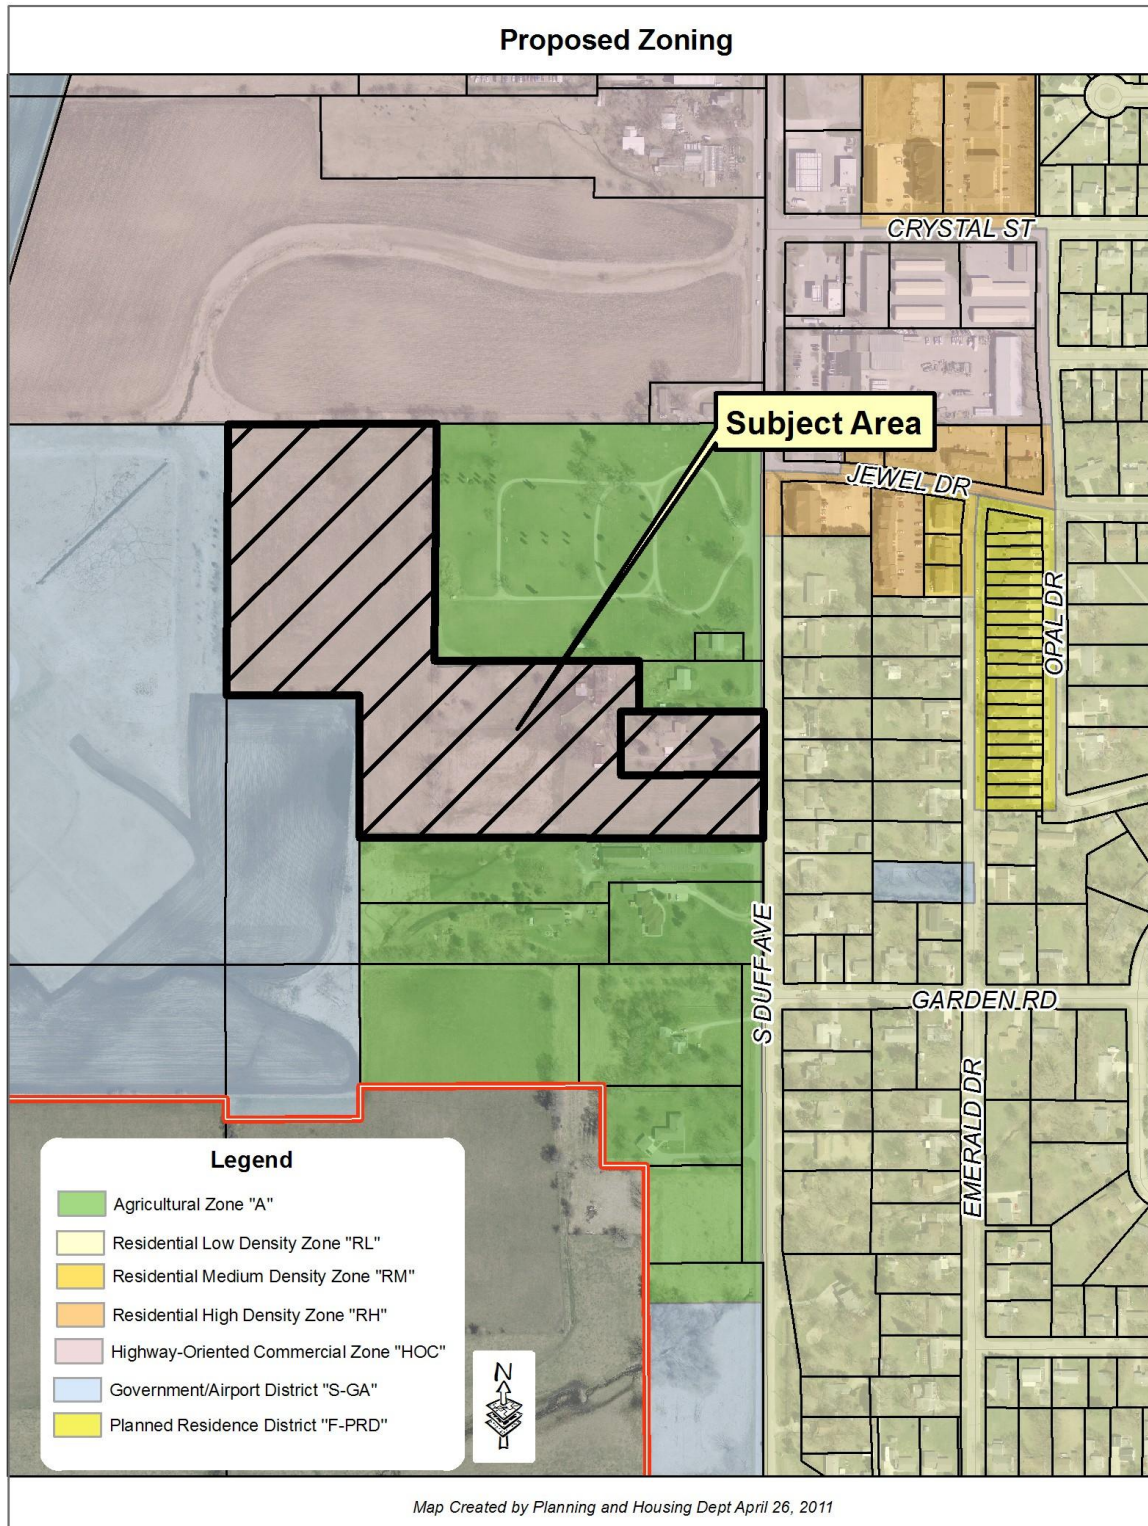 Proposed Zoning
CRYSTAL ST
Subject Area
JEWEL DR
OPAL DR
S DUFF AVE
GARDEN RD
EMERALD DR
Legend
Agricultural Zone "A"
Residential Low Density Zone "RL"
Residential Medium Density Zone "RM"
Residential High Density Zone "RH"
Highway-Oriented Commercial Zone "HOC"
Government/Airport District "S-GA"
Planned Residence District "F-PRD"
N
Map Created by Planning and Housing Dept April 26, 2011